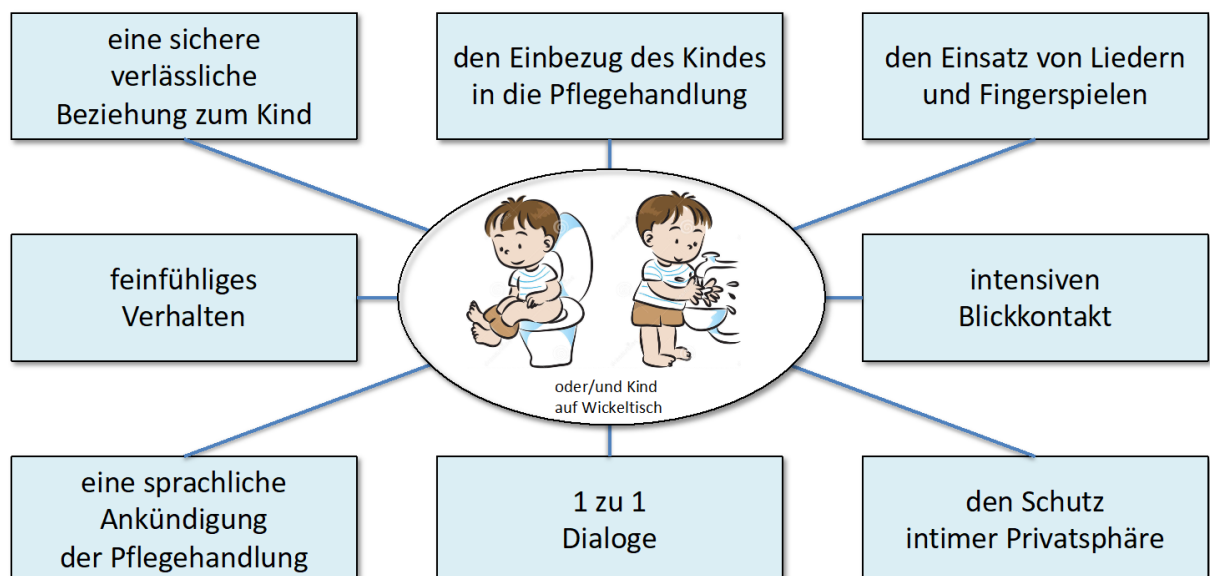 eine sichere
verlässliche
Beziehung zum Kind
den Einbezug des Kindes
in die Pflegehandlung
den Einsatz von Liedern
und Fingerspielen
feinfühliges
Verhalten
oder/und Kind
auf Wickeltisch
intensiven
Blickkontakt
eine sprachliche
Ankündigung
der Pflegehandlung
1 zu 1
Dialoge
den Schutz
intimer Privatsphäre